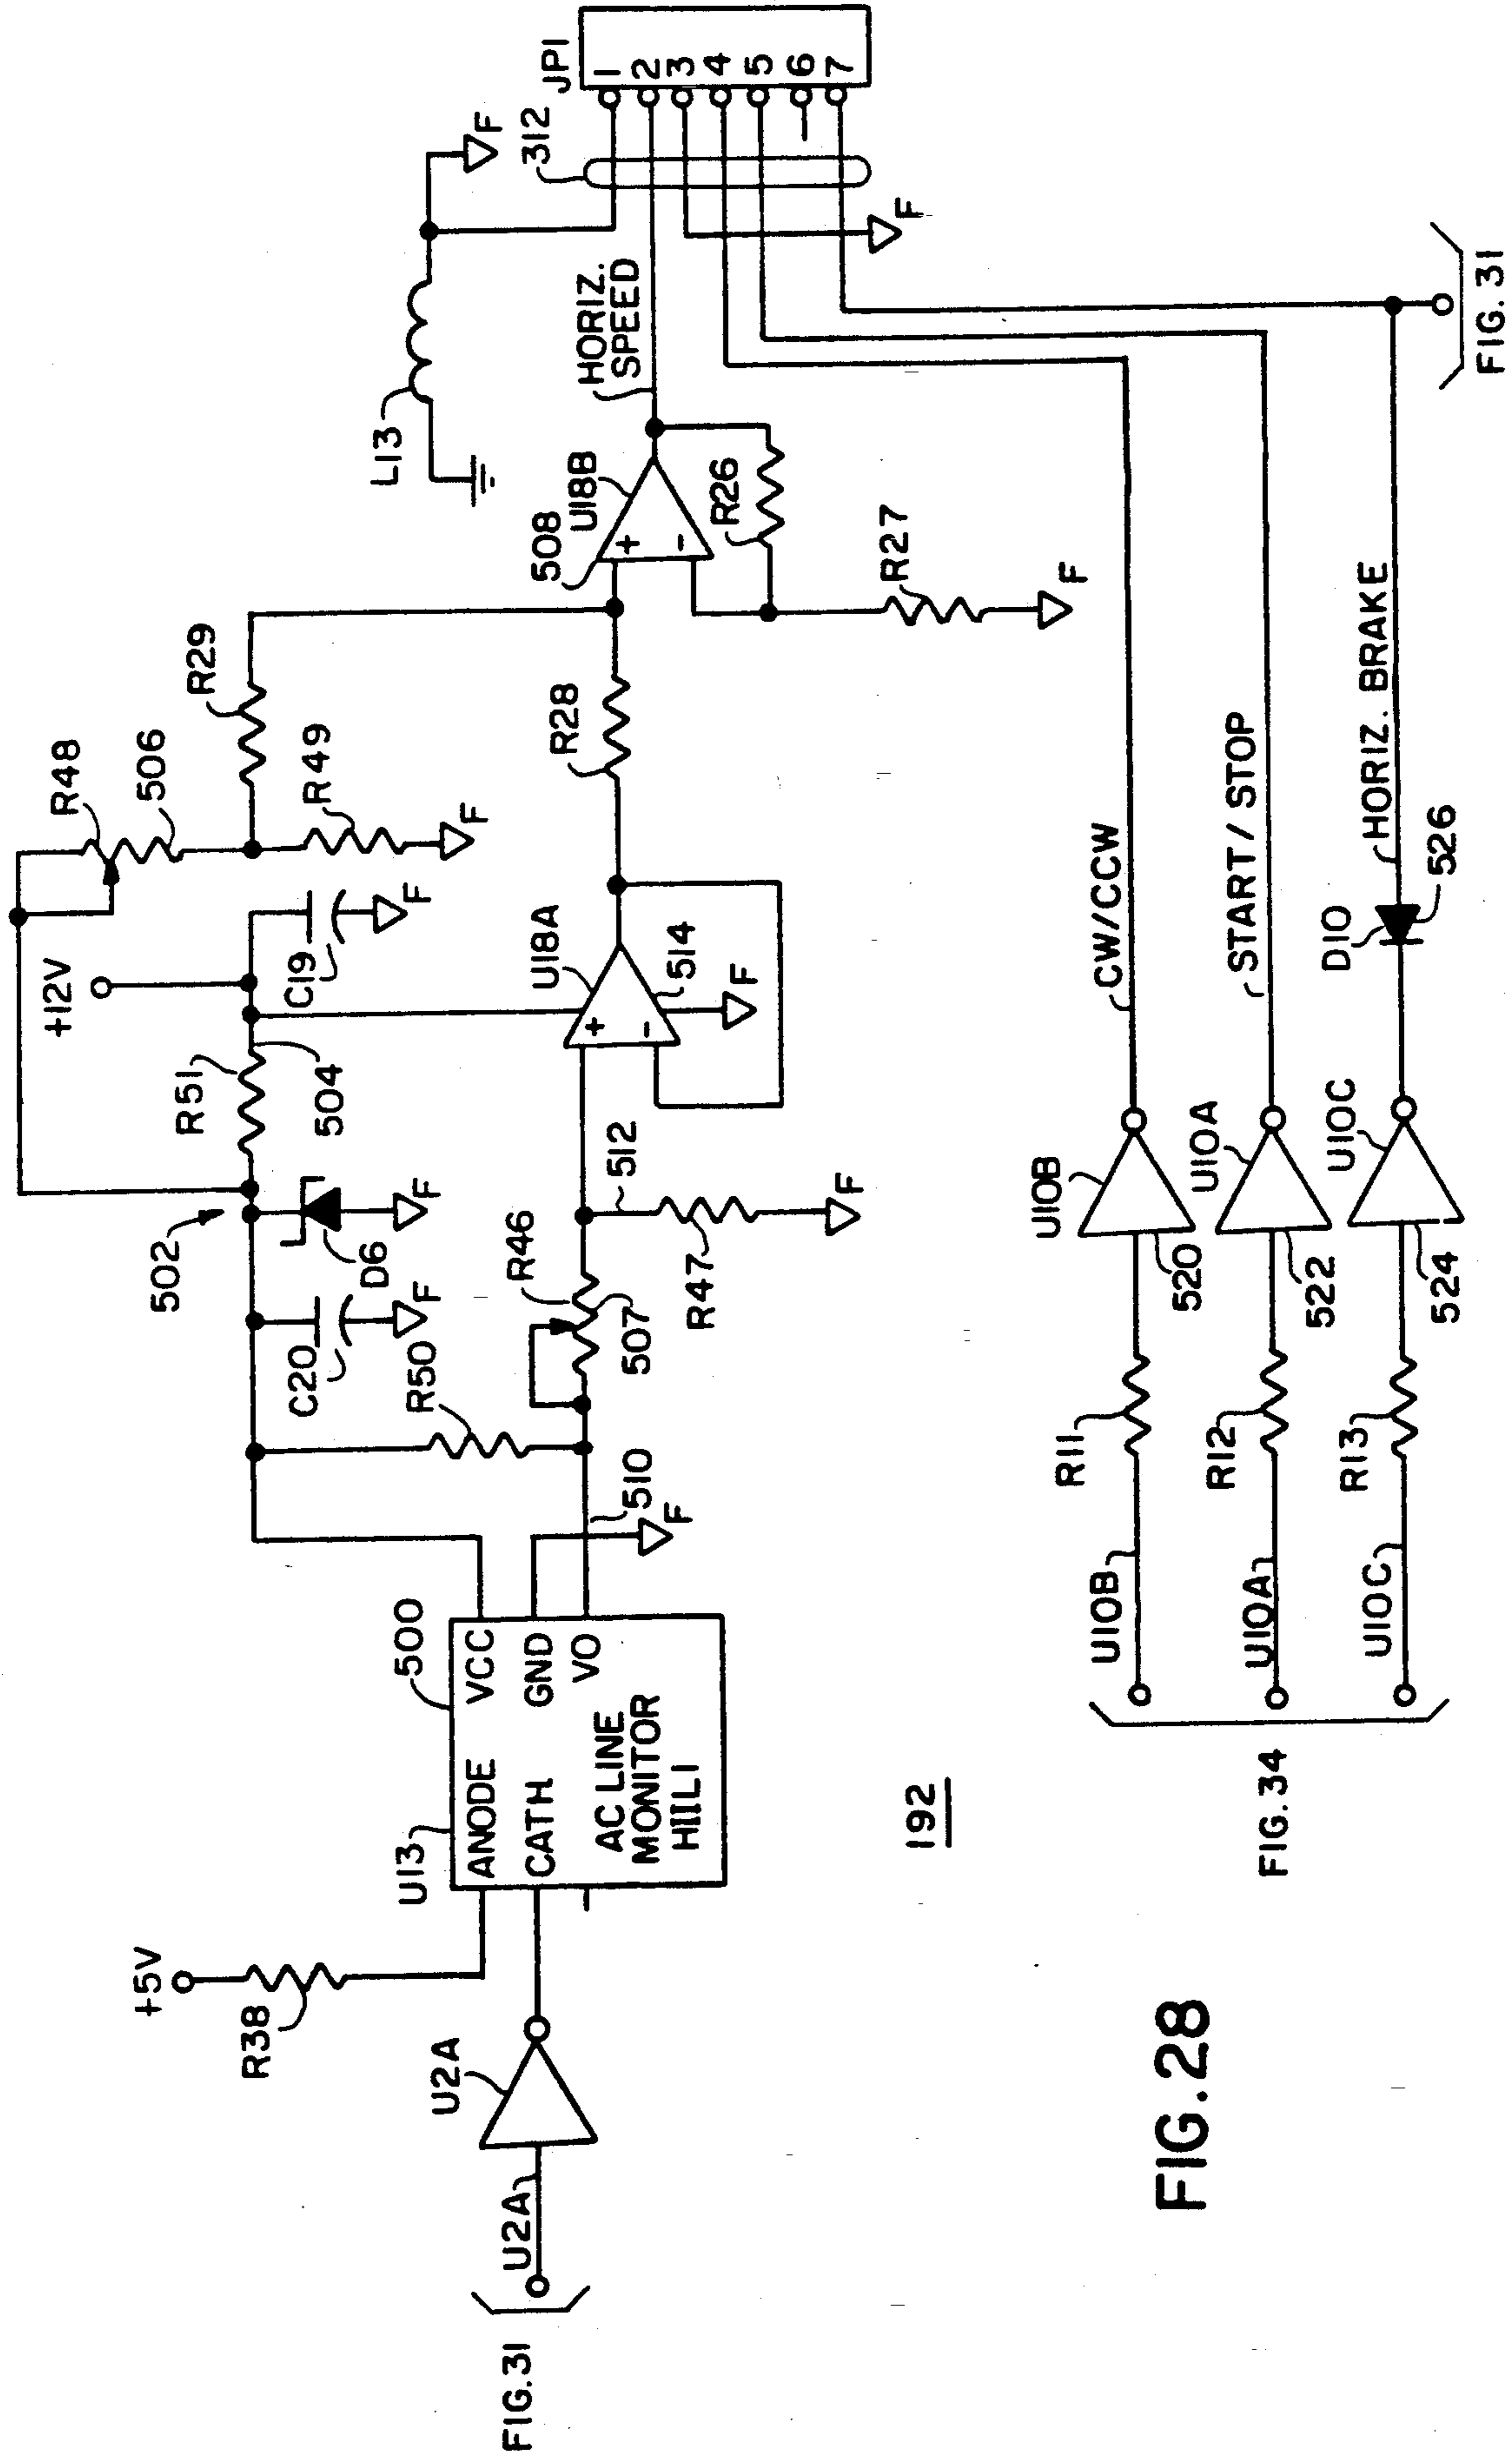 R48
506
+12V
R29
R49
F
R51
504
C19
F
502
D6
F
C20
F
R50
+5V
R38
U13
500
ANODE
VCC
CATH
GND
VO
AC LINE
MONITOR
H11L1
F
510
R46
507
512
R47
F
U18A
+
-
514
F
R28
508
U18B
+
-
R26
R27
F
L13
F
HORIZ.
SPEED
312
F
JP1
1
2
3
4
5
6
7
FIG. 31
U2A
U2A
192
FIG. 34
U10B
R11
U10B
520
CW/CCW
U10A
R12
U10A
522
START/STOP
U10C
R13
U10C
524
D10
526
HORIZ. BRAKE
FIG. 31
FIG. 28